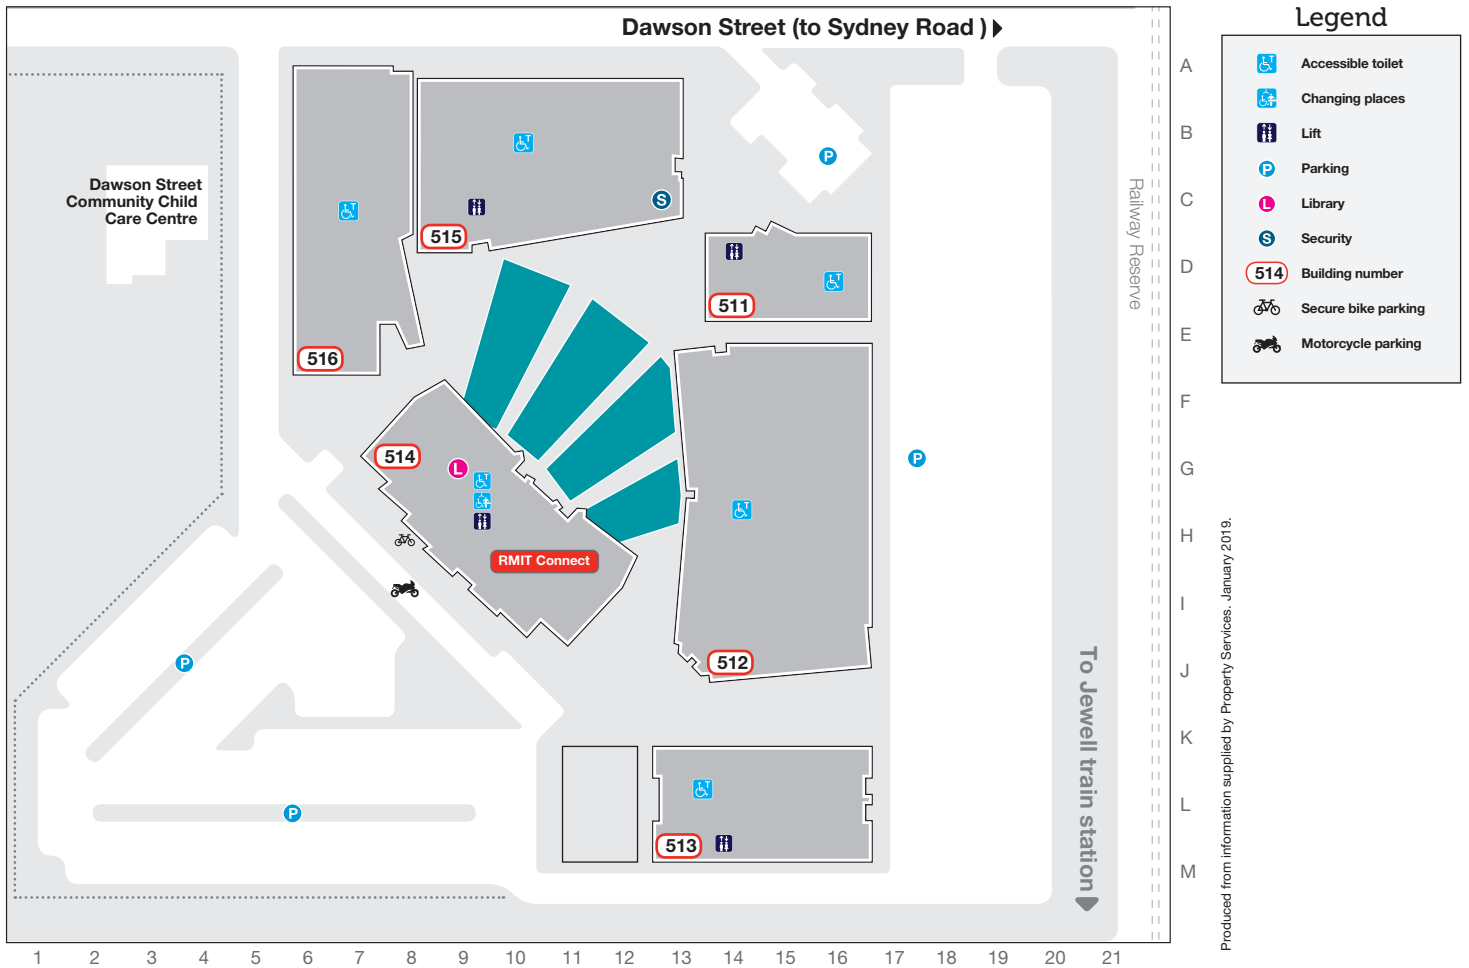 Dawson Street (to Sydney Road )
Legend
Accessible toilet
Changing places
Lift
P Parking
L Library
S Security
514 Building number
Secure bike parking
Motorcycle parking
A
B
C
D
E
F
G
H
I
J
K
L
M
Railway Reserve
Dawson Street
Community Child
Care Centre
T
T
P
S
515
T
511
516
514
L
T
P
T
RMIT Connect
P
512
To Jewell train station
T
P
513
Produced from information supplied by Property Services. January 2019.
1 2 3 4 5 6 7 8 9 10 11 12 13 14 15 16 17 18 19 20 21